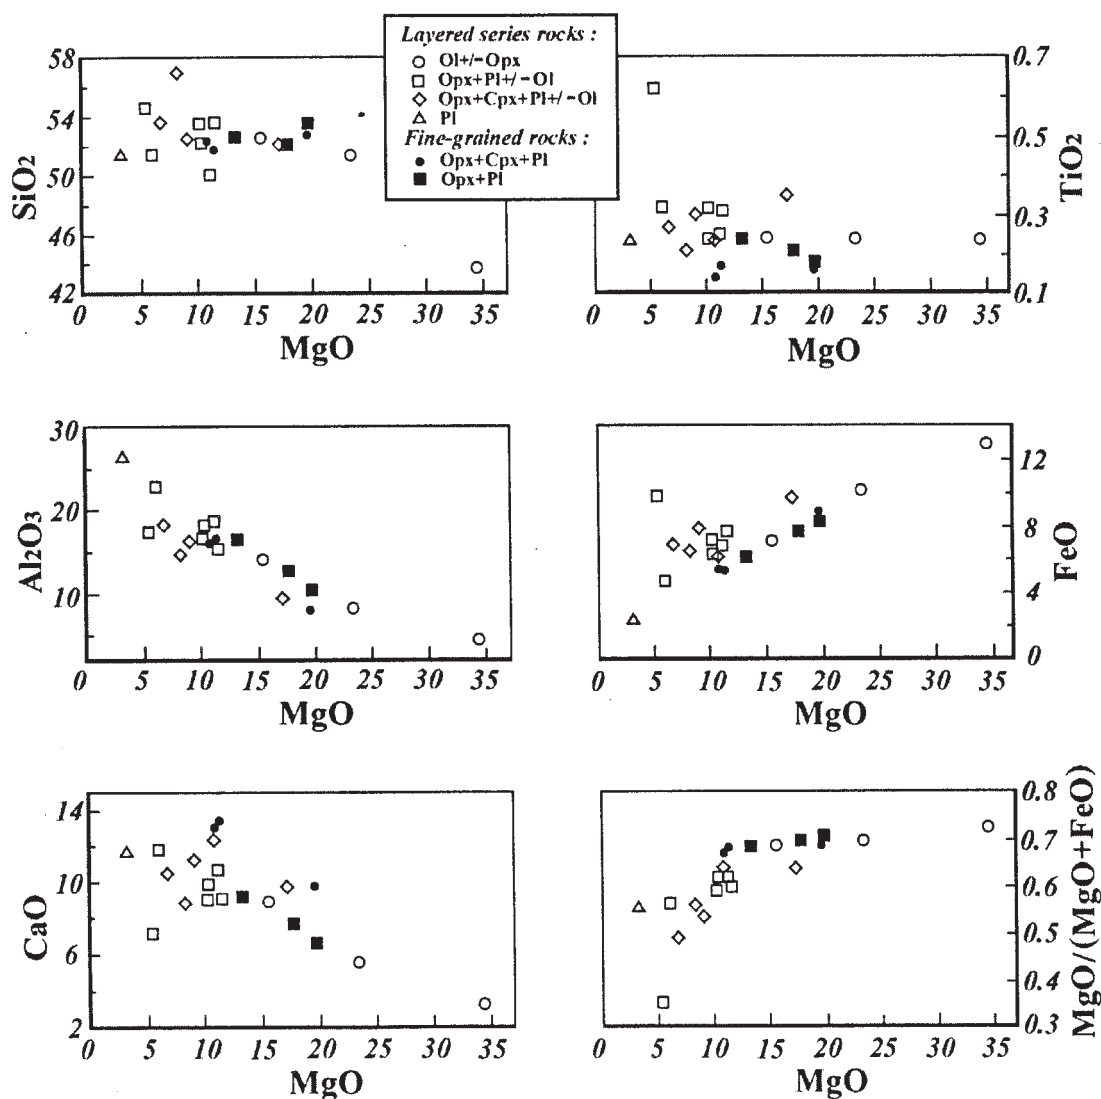 Layered series rocks :
Ol+/-Opx
Opx+Pl+/-Ol
Opx+Cpx+Pl+/-Ol
Pl
Fine-grained rocks :
Opx+Cpx+Pl
Opx+Pl
58
54
50
46
42
SiO2
0 5 10 15 20 25 30 35
MgO
0.7
0.5
0.3
0.1
TiO2
0 5 10 15 20 25 30 35
MgO
30
20
10
Al2O3
0 5 10 15 20 25 30 35
MgO
12
8
4
0
FeO
0 5 10 15 20 25 30 35
MgO
14
10
6
2
CaO
0 5 10 15 20 25 30 35
MgO
0.8
0.7
0.6
0.5
0.4
0.3
MgO/(MgO+FeO)
0 5 10 15 20 25 30 35
MgO